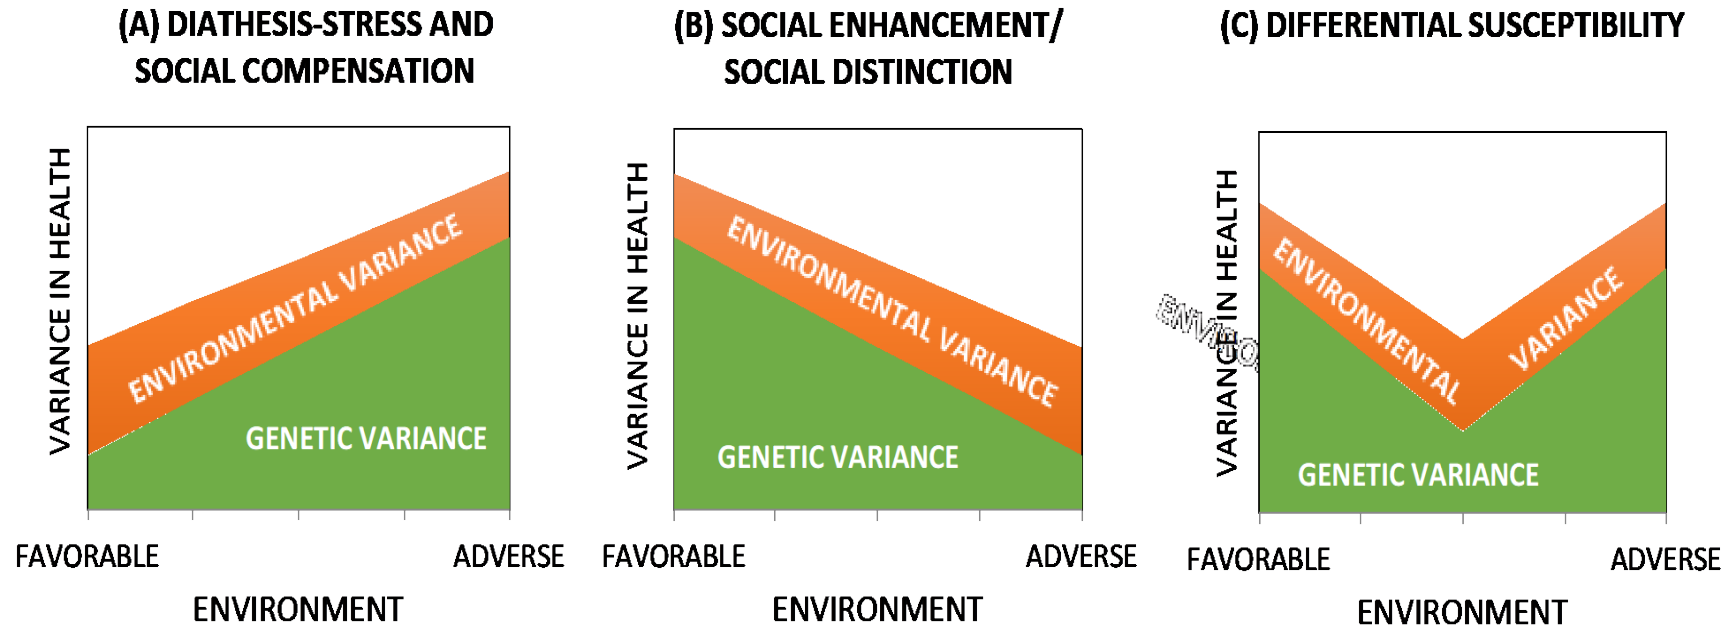 (A) DIATHESIS-STRESS AND
SOCIAL COMPENSATION
VARIANCE IN HEALTH
ENVIRONMENTAL VARIANCE
GENETIC VARIANCE
FAVORABLE
ADVERSE
ENVIRONMENT
(B) SOCIAL ENHANCEMENT/
SOCIAL DISTINCTION
VARIANCE IN HEALTH
ENVIRONMENTAL VARIANCE
GENETIC VARIANCE
FAVORABLE
ADVERSE
ENVIRONMENT
(C) DIFFERENTIAL SUSCEPTIBILITY
VARIANCE IN HEALTH
ENVIRONMENTAL
VARIANCE
GENETIC VARIANCE
FAVORABLE
ADVERSE
ENVIRONMENT